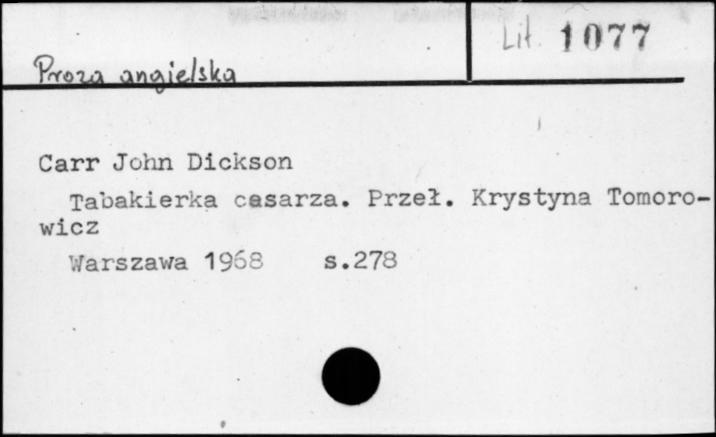 Lit. 1077
Proza angielska
Carr John Dickson
Tabakierka cesarza. Przeł. Krystyna Tomoro-
wicz
Warszawa 1968 s.278